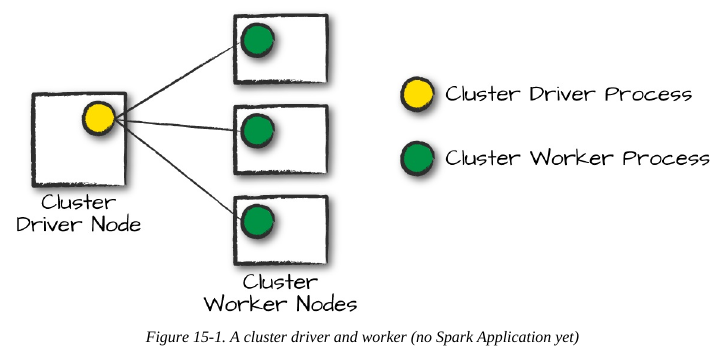 Cluster Driver Process
Cluster Worker Process
Cluster
Driver Node
Cluster
Worker Nodes
Figure 15-1. A cluster driver and worker (no Spark Application yet)